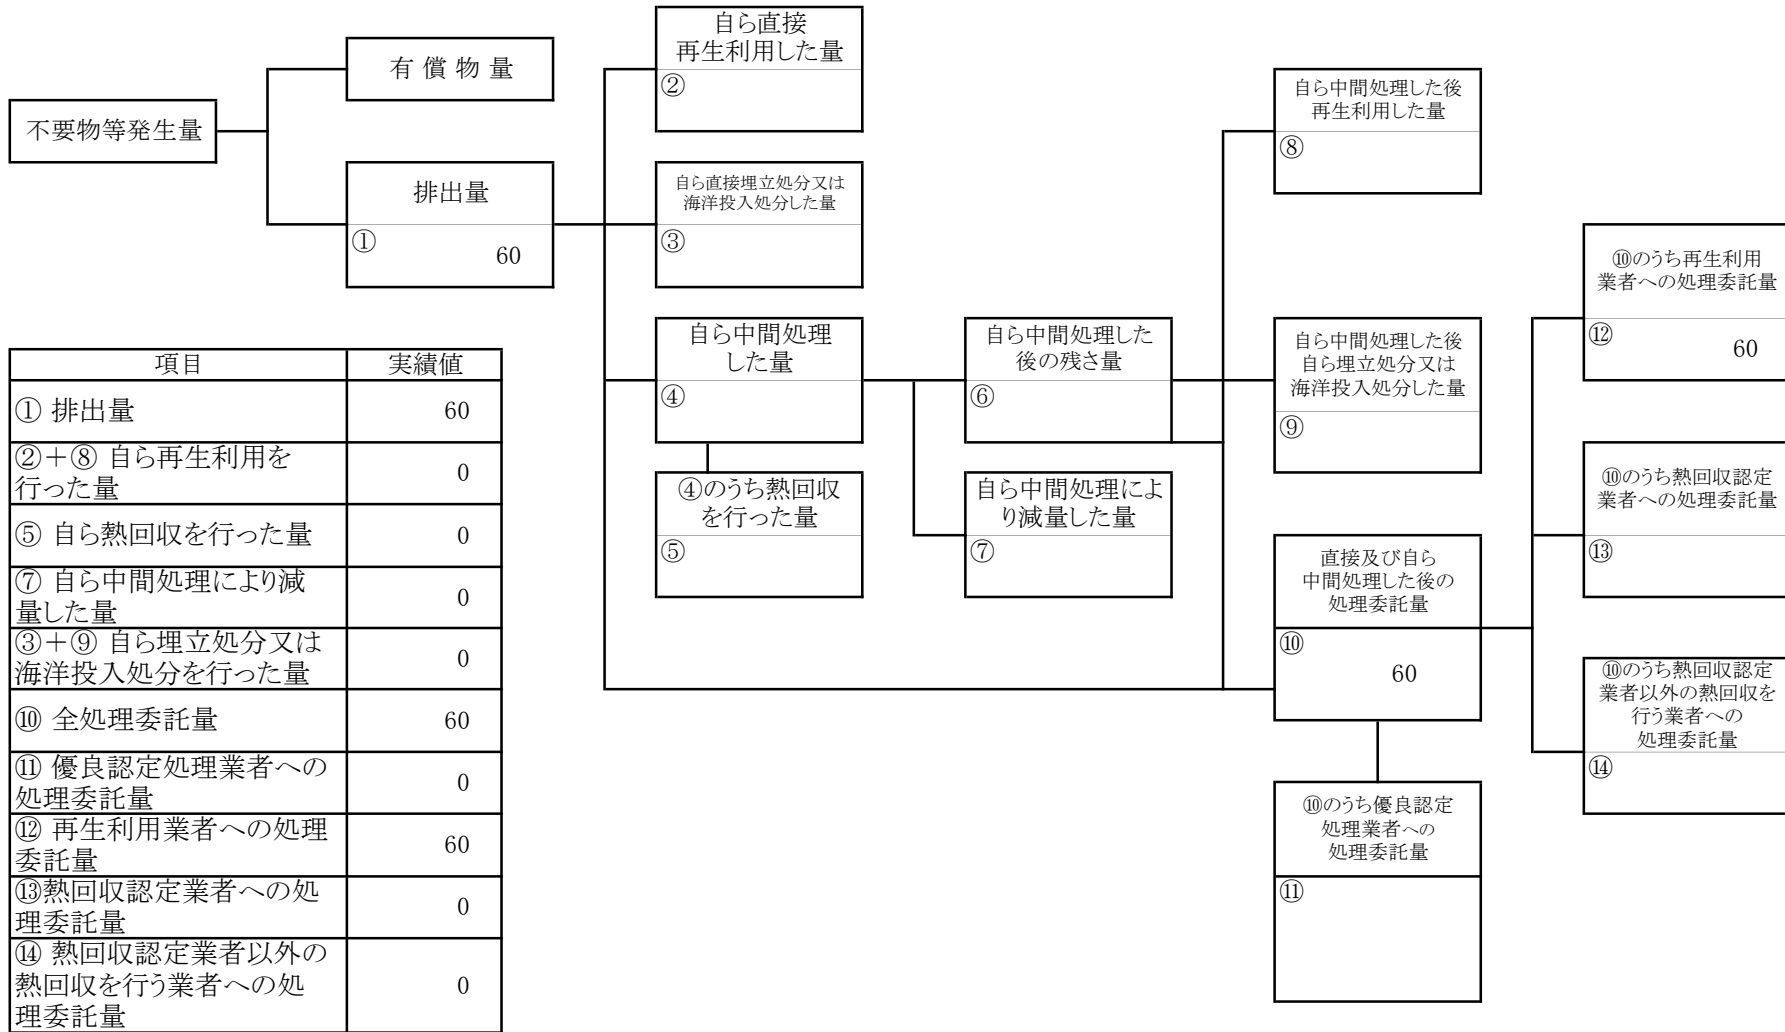 不要物等発生量
有 償 物 量
排出量
①
60
自ら直接
再生利用した量
②
自ら直接埋立処分又は
海洋投入処分した量
③
自ら中間処理
した量
④
④のうち熱回収
を行った量
⑤
自ら中間処理した
後の残さ量
⑥
自ら中間処理によ
り減量した量
⑦
自ら中間処理した後
再生利用した量
⑧
自ら中間処理した後
自ら埋立処分又は
海洋投入処分した量
⑨
直接及び自ら
中間処理した後の
処理委託量
⑩
60
⑩のうち優良認定
処理業者への
処理委託量
⑪
⑩のうち再生利用
業者への処理委託量
⑫
60
⑩のうち熱回収認定
業者への処理委託量
⑬
⑩のうち熱回収認定
業者以外の熱回収を
行う業者への
処理委託量
⑭
項目 実績値
① 排出量 60
②＋⑧ 自ら再生利用を
行った量 0
⑤ 自ら熱回収を行った量 0
⑦ 自ら中間処理により減
量した量 0
③＋⑨ 自ら埋立処分又は
海洋投入処分を行った量 0
⑩ 全処理委託量 60
⑪ 優良認定処理業者への
処理委託量 0
⑫ 再生利用業者への処理
委託量 60
⑬熱回収認定業者への処
理委託量 0
⑭ 熱回収認定業者以外の
熱回収を行う業者への処
理委託量 0